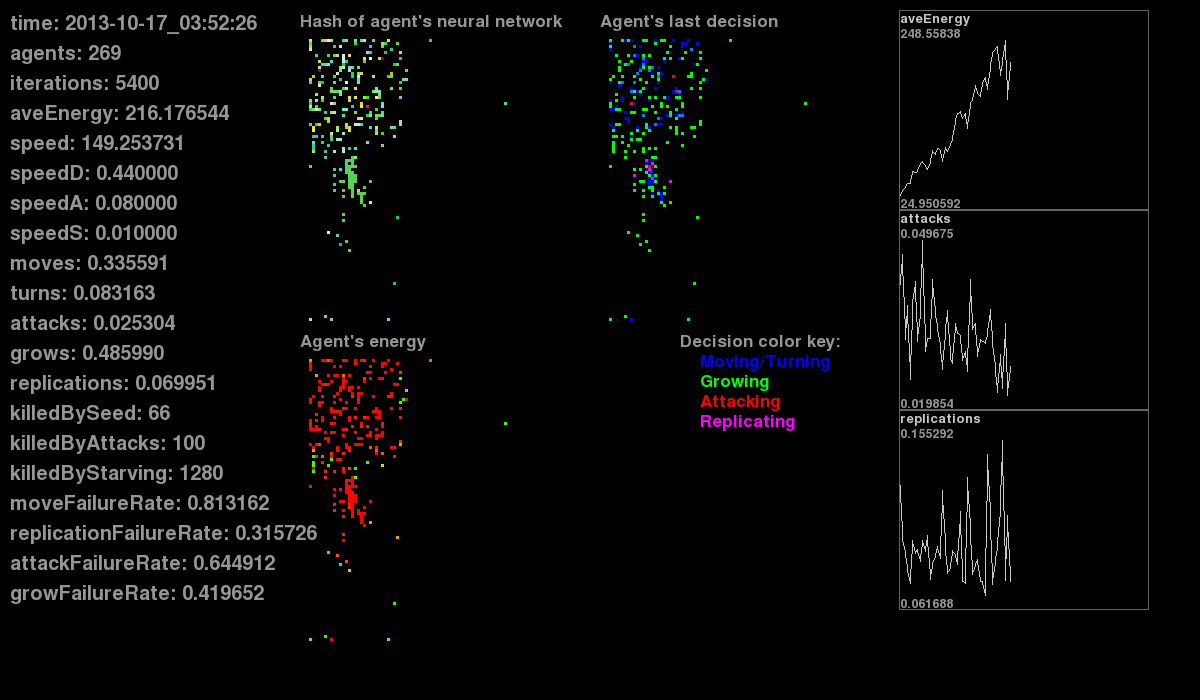 time: 2013-10-17_03:52:26
agents: 269
iterations: 5400
aveEnergy: 216.176544
speed: 149.253731
speedD: 0.440000
speedA: 0.080000
speedS: 0.010000
moves: 0.335591
turns: 0.083163
attacks: 0.025304
grows: 0.485990
replications: 0.069951
killedBySeed: 66
killedByAttacks: 100
killedByStarving: 1280
moveFailureRate: 0.813162
replicationFailureRate: 0.315726
attackFailureRate: 0.644912
growFailureRate: 0.419652
Hash of agent's neural network
Agent's last decision
Agent's energy
Decision color key:
Moving/Turning
Growing
Attacking
Replicating
aveEnergy
248.55838
24.950592
attacks
0.049675
0.019854
replications
0.155292
0.061688